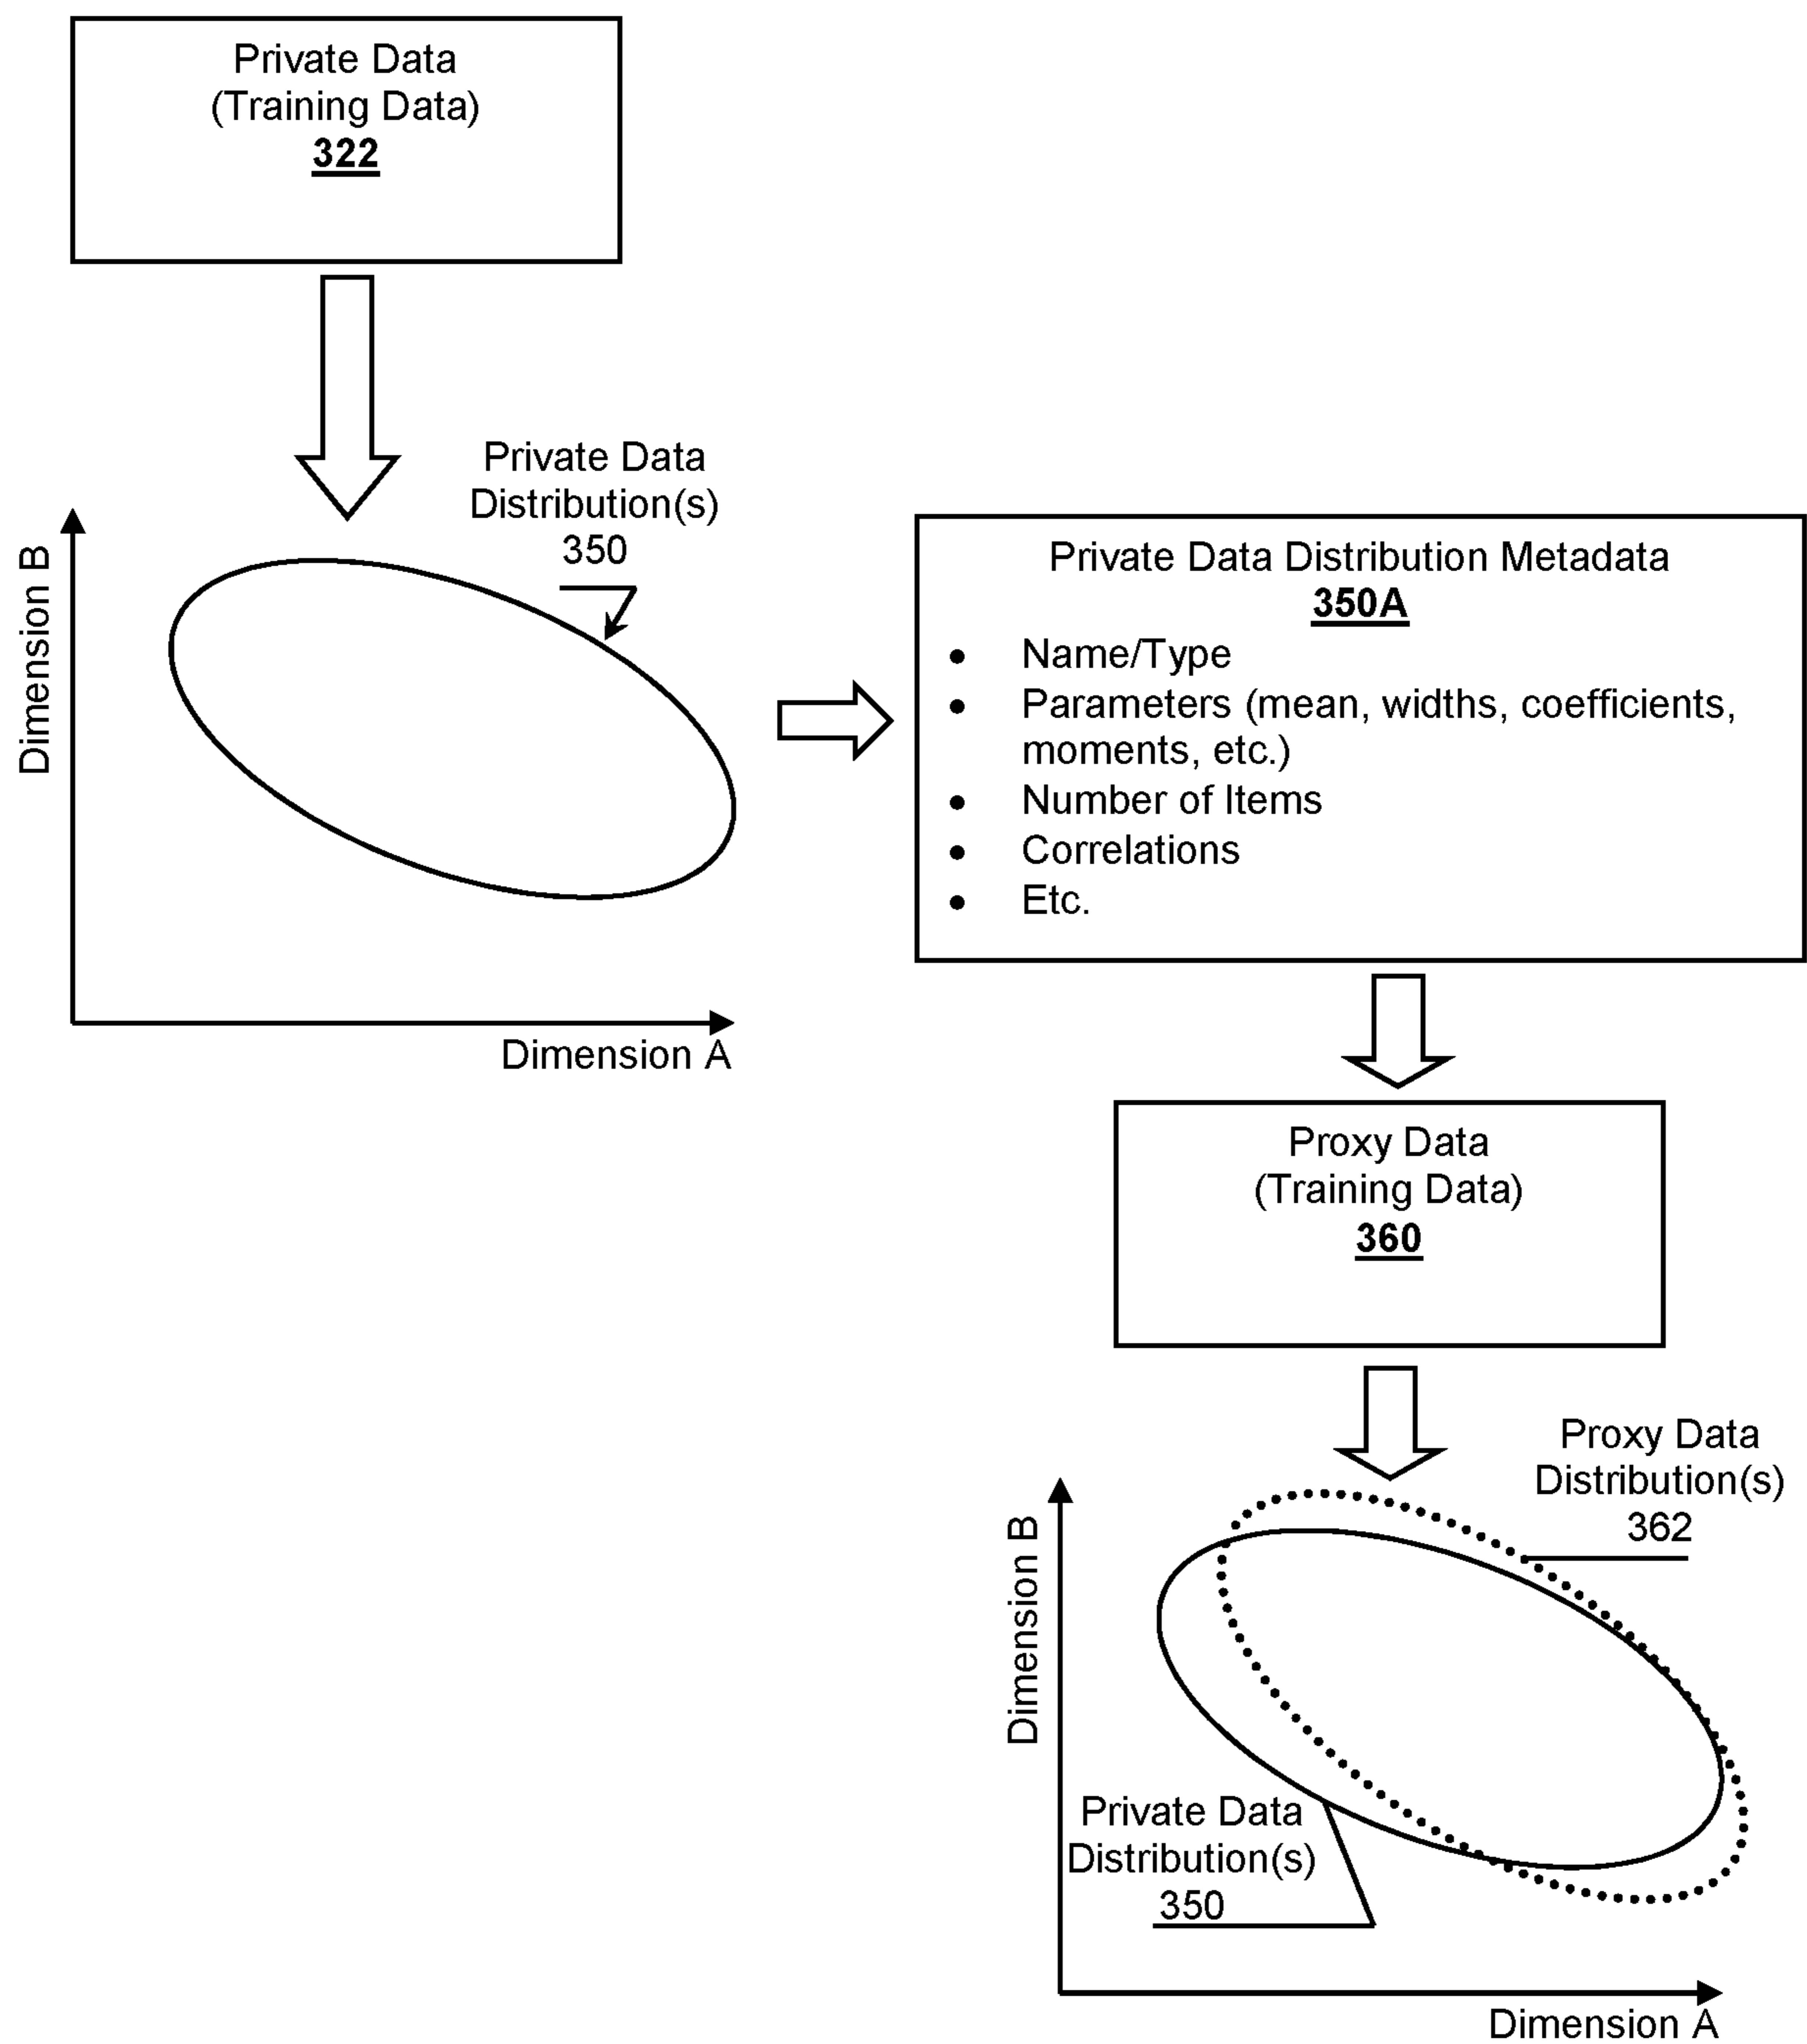 Private Data
(Training Data)
322
Private Data
Distribution(s)
350
Dimension B
Dimension A
Private Data Distribution Metadata
350A
• Name/Type
• Parameters (mean, widths, coefficients,
moments, etc.)
• Number of Items
• Correlations
• Etc.
Proxy Data
(Training Data)
360
Proxy Data
Distribution(s)
362
Dimension B
Private Data
Distribution(s)
350
Dimension A